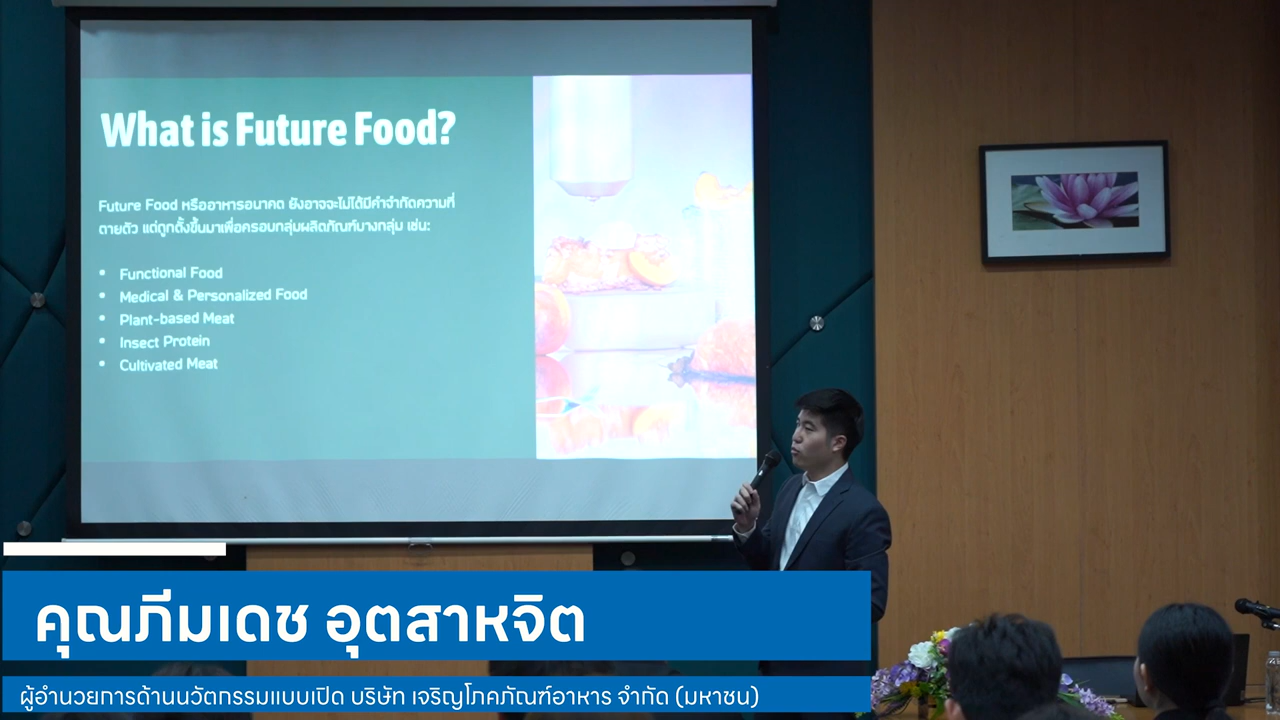 What is Future Food?
Future Food หรืออาหารอนาคต ยังอาจจะไม่ได้มีคำจำกัดความที่
ตายตัว แต่ถูกตั้งขึ้นมาเพื่อครอบกลุ่มผลิตภัณฑ์บางกลุ่ม เช่น:
• Functional Food
• Medical & Personalized Food
• Plant-based Meat
• Insect Protein
• Cultivated Meat
คุณภีมเดช อุตสาหจิต
ผู้อำนวยการด้านนวัตกรรมแบบเปิด บริษัท เจริญโภคภัณฑ์อาหาร จำกัด (มหาชน)